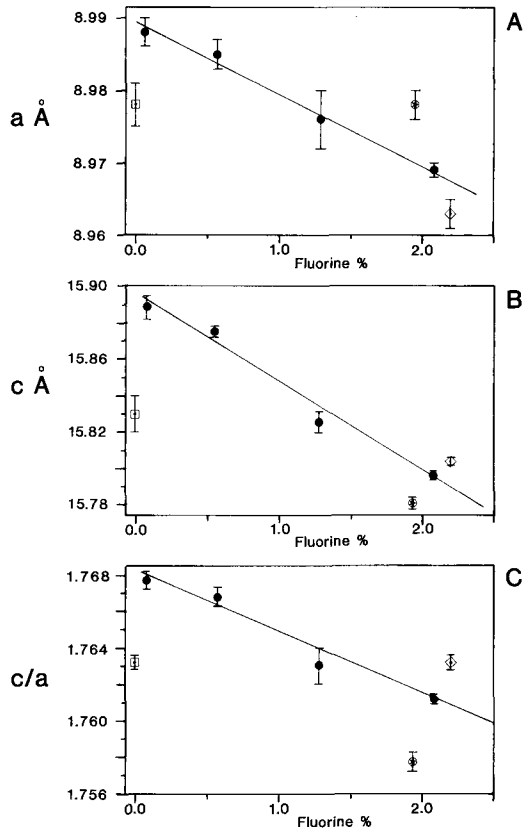 A
8.99
8.98
8.97
8.96
a Å
0.0 1.0 2.0
Fluorine %
B
15.90
15.86
15.82
15.78
c Å
0.0 1.0 2.0
Fluorine %
C
1.768
1.764
1.760
1.756
c/a
0.0 1.0 2.0
Fluorine %